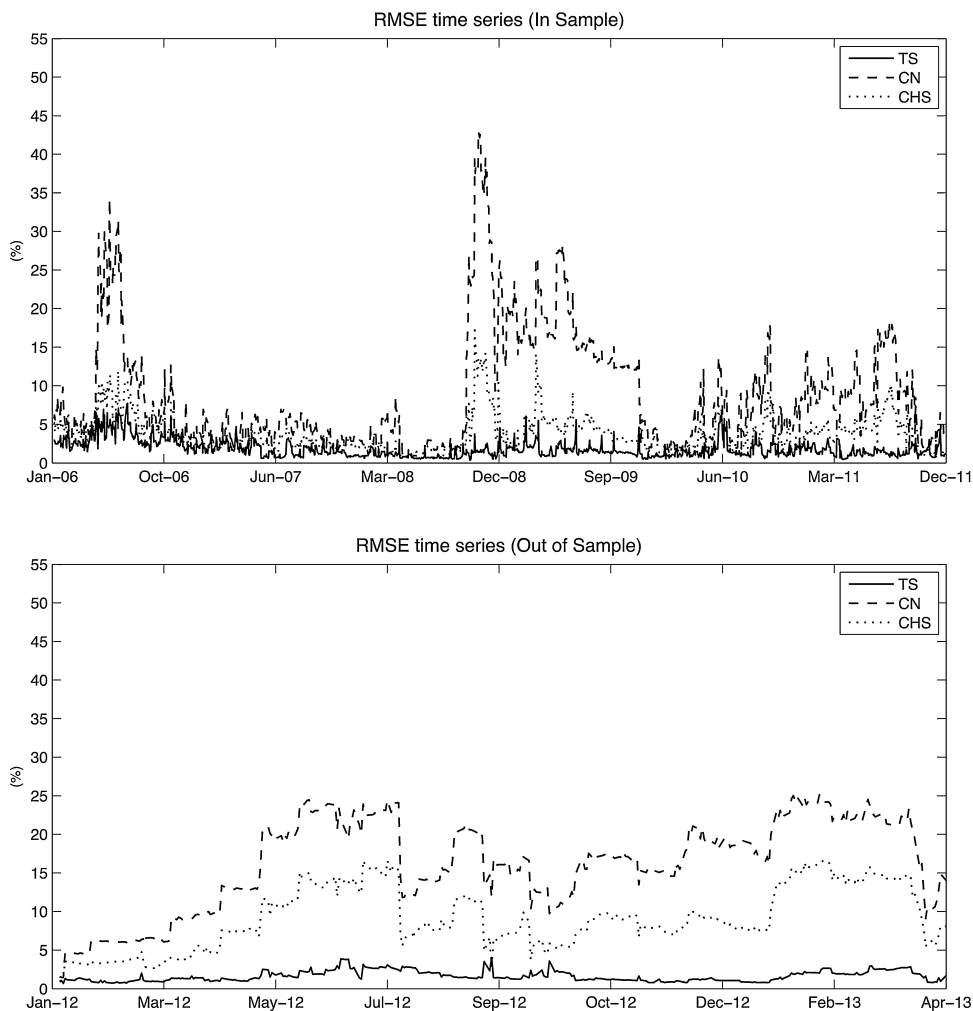 RMSE time series (In Sample)
55
50
45
40
35
30
25
20
15
10
5
0
(%)
TS
CN
CHS
Jan–06 Oct–06 Jun–07 Mar–08 Dec–08 Sep–09 Jun–10 Mar–11 Dec–11
RMSE time series (Out of Sample)
55
50
45
40
35
30
25
20
15
10
5
0
(%)
TS
CN
CHS
Jan–12 Mar–12 May–12 Jul–12 Sep–12 Oct–12 Dec–12 Feb–13 Apr–13